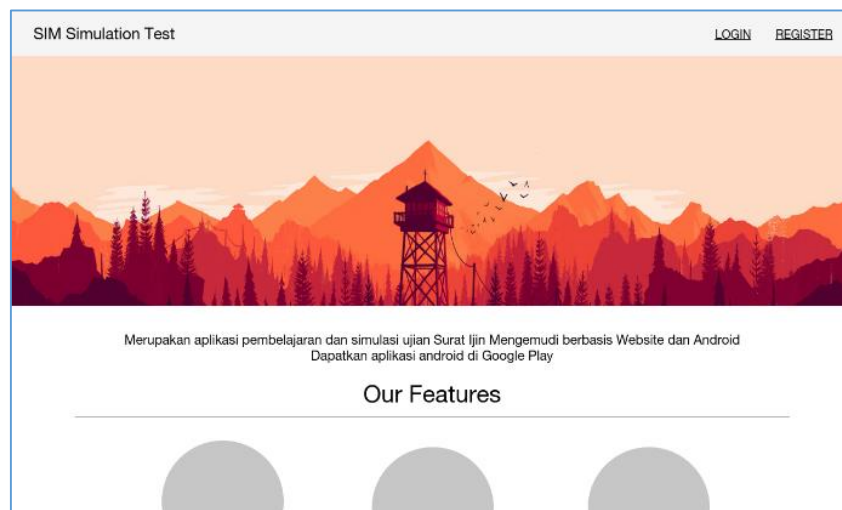 SIM Simulation Test
LOGIN REGISTER
Merupakan aplikasi pembelajaran dan simulasi ujian Surat Ijin Mengemudi berbasis Website dan Android
Dapatkan aplikasi android di Google Play
Our Features